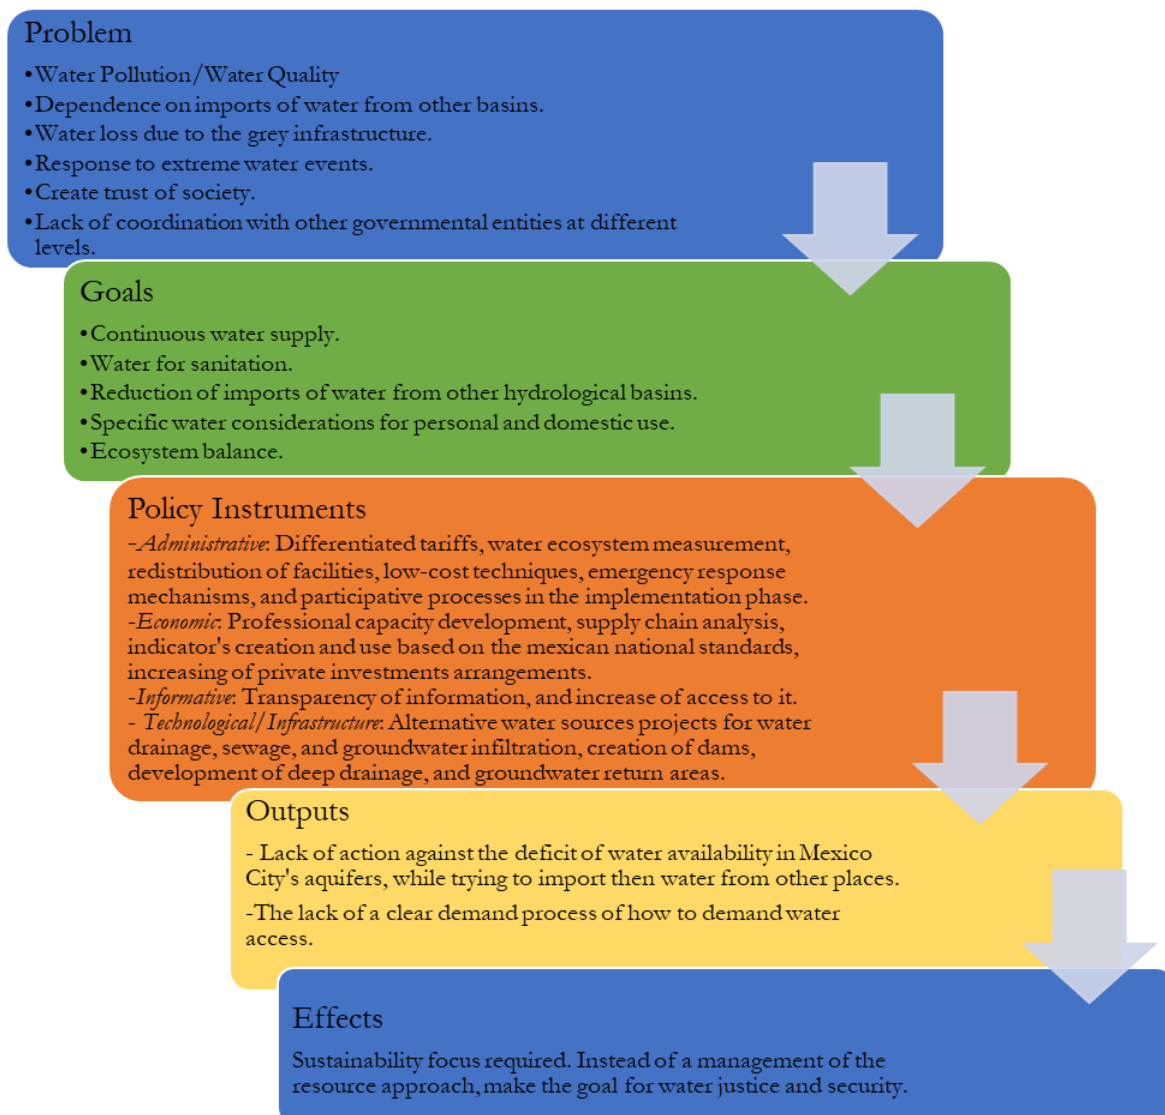 Problem
•Water Pollution/Water Quality
•Dependence on imports of water from other basins.
•Water loss due to the grey infrastructure.
•Response to extreme water events.
•Create trust of society.
•Lack of coordination with other governmental entities at different
levels.
Goals
•Continuous water supply.
•Water for sanitation.
•Reduction of imports of water from other hydrological basins.
•Specific water considerations for personal and domestic use.
•Ecosystem balance.
Policy Instruments
-Administrative: Differentiated tariffs, water ecosystem measurement,
redistribution of facilities, low-cost techniques, emergency response
mechanisms, and participative processes in the implementation phase.
-Economic: Professional capacity development, supply chain analysis,
indicator's creation and use based on the mexican national standards,
increasing of private investments arrangements.
-Informative: Transparency of information, and increase of access to it.
- Technological/Infrastructure: Alternative water sources projects for water
drainage, sewage, and groundwater infiltration, creation of dams,
development of deep drainage, and groundwater return areas.
Outputs
- Lack of action against the deficit of water availability in Mexico
City's aquifers, while trying to import then water from other places.
-The lack of a clear demand process of how to demand water
access.
Effects
Sustainability focus required. Instead of a management of the
resource approach, make the goal for water justice and security.